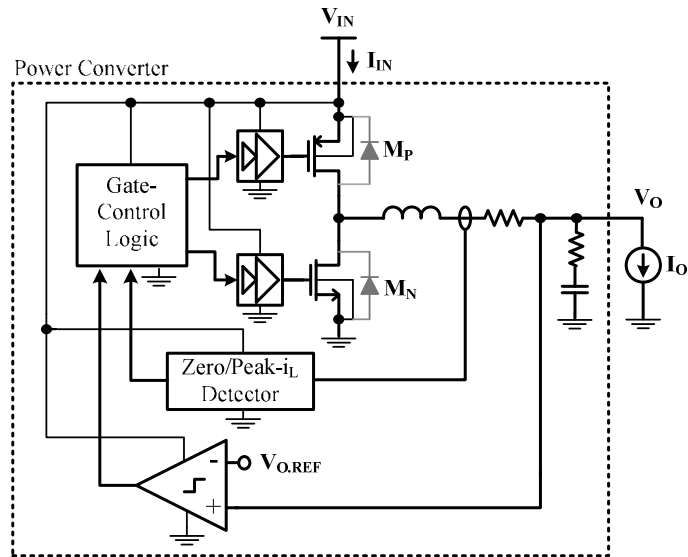 V_IN
I_IN
Power Converter
M_P
Gate-
Control
Logic
V_O
I_O
M_N
Zero/Peak-i_L
Detector
-
V_O.REF
+